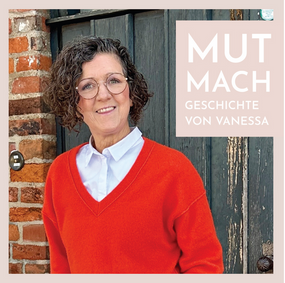 MUT
MACH
GESCHICHTE
VON VANESSA